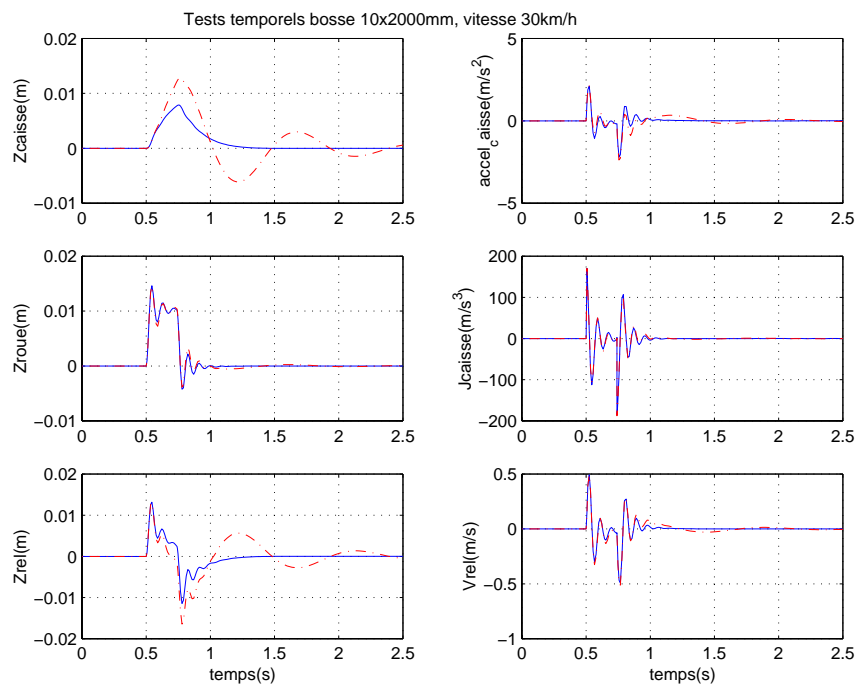 Tests temporels bosse 10x2000mm, vitesse 30km/h
Zcaisse(m)
0.02
0.01
0
−0.01
0 0.5 1 1.5 2 2.5
accel_caisse(m/s²)
5
0
−5
0 0.5 1 1.5 2 2.5
Zroue(m)
0.02
0.01
0
−0.01
0 0.5 1 1.5 2 2.5
Jcaisse(m/s³)
200
100
0
−100
−200
0 0.5 1 1.5 2 2.5
Zrel(m)
0.02
0.01
0
−0.01
−0.02
0 0.5 1 1.5 2 2.5
temps(s)
Vrel(m/s)
0.5
0
−0.5
−1
0 0.5 1 1.5 2 2.5
temps(s)